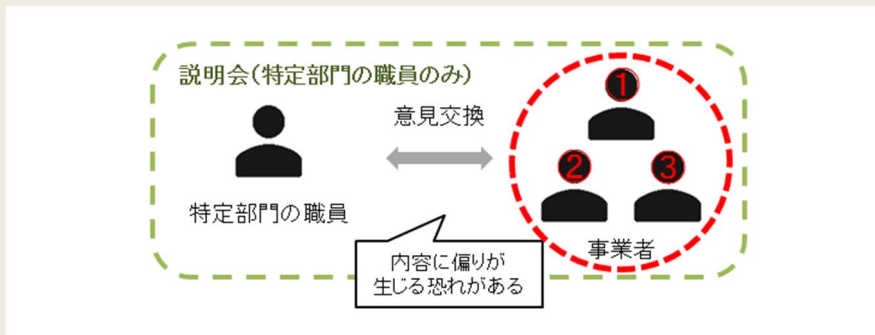 説明会(特定部門の職員のみ)
意見交換
1
2
3
特定部門の職員
事業者
内容に偏りが
生じる恐れがある